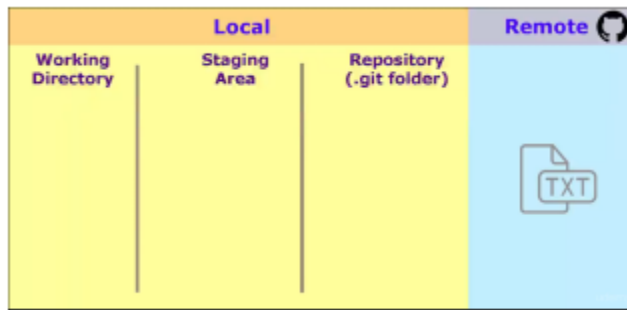 Local
Remote
Working
Directory
Staging
Area
Repository
(.git folder)
TXT